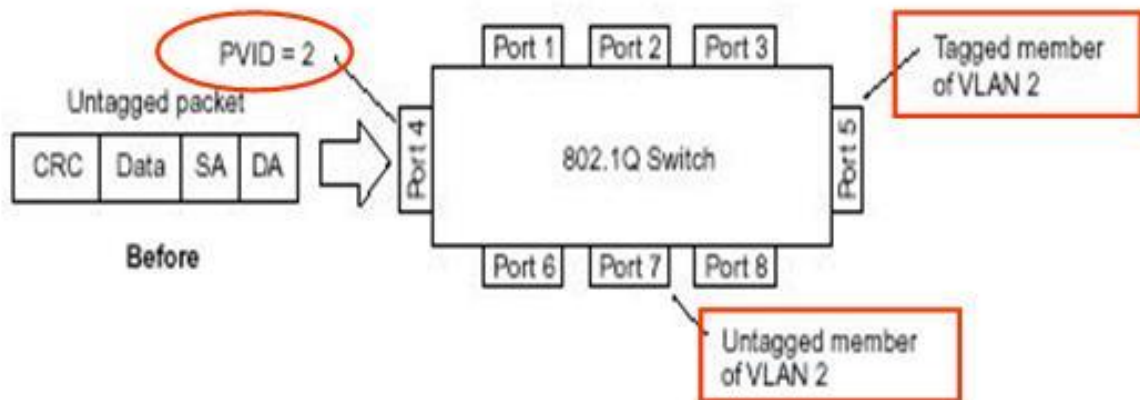 PVID = 2
Port 1
Port 2
Port 3
Tagged member
of VLAN 2
Untagged packet
CRC
Data
SA
DA
Port 4
802.1Q Switch
Port 5
Before
Port 6
Port 7
Port 8
Untagged member
of VLAN 2